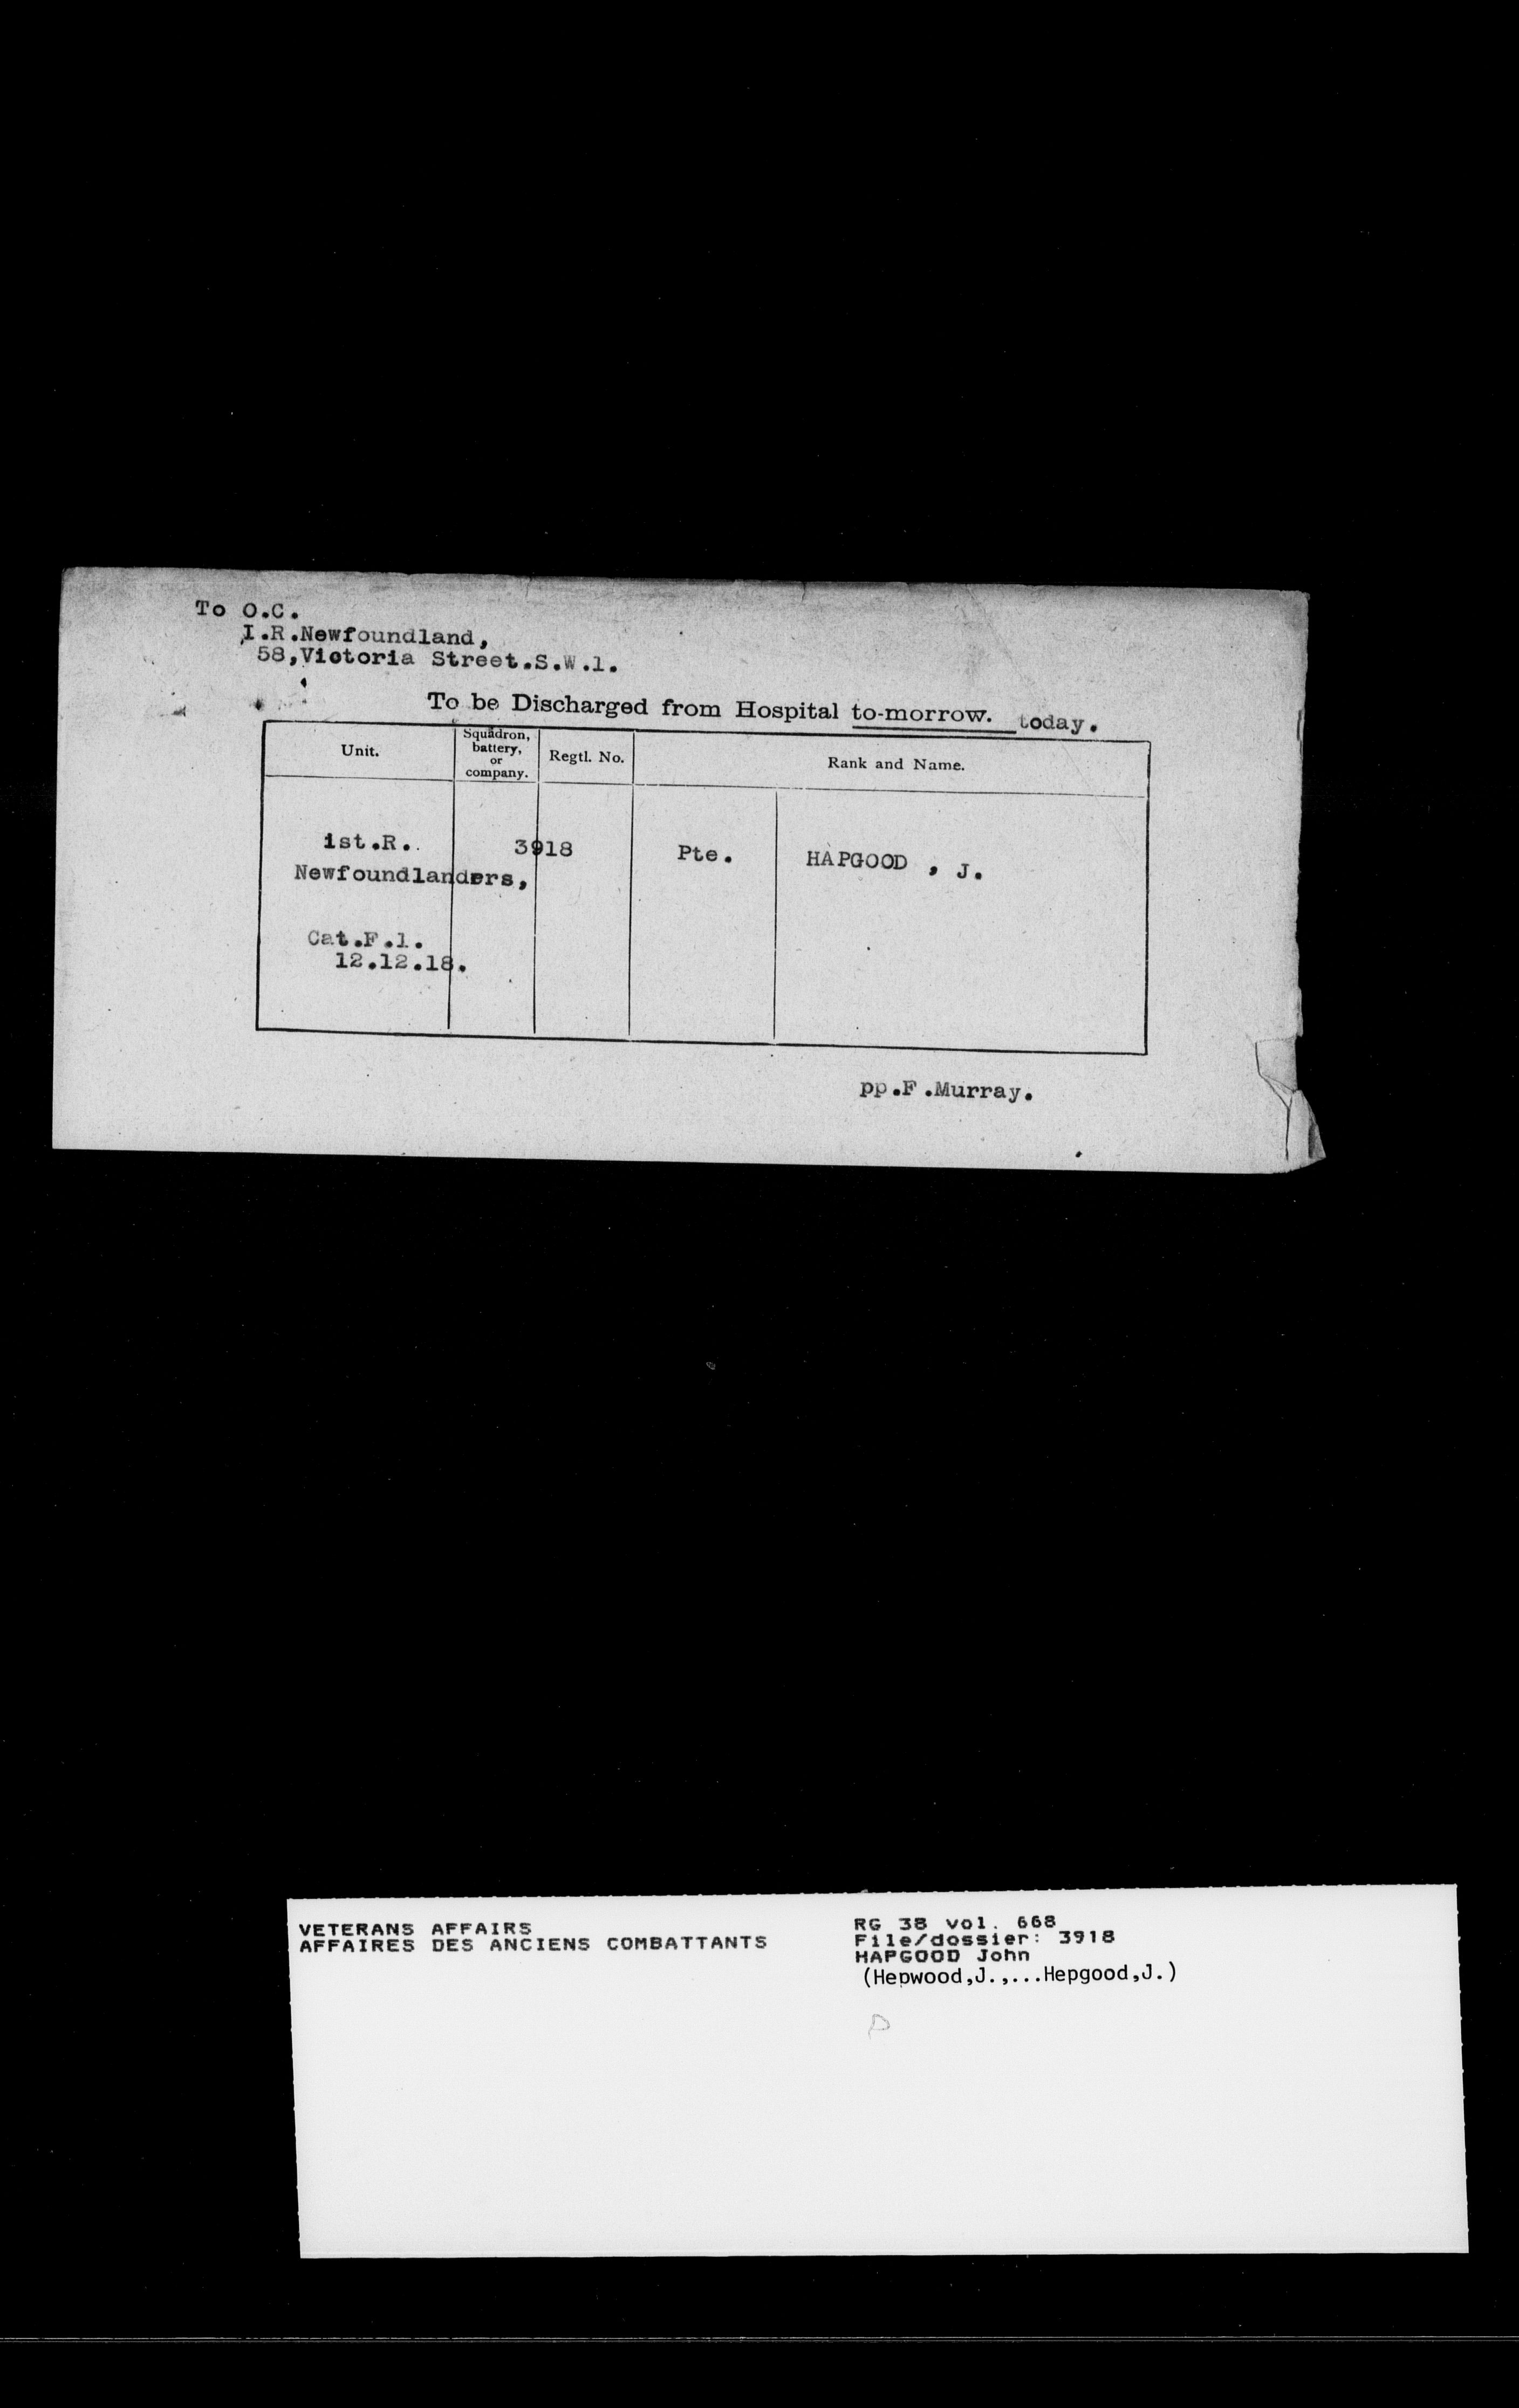 To O.C.
I.R.Newfoundland,
58,Victoria Street.S.W.1.
To be Discharged from Hospital to-morrow. today.
Unit.
Squadron,
battery,
or
company.
Regtl. No.
Rank and Name.
1st.R.
3918
Pte.
HAPGOOD , J.
Newfoundlanders,
Cat.F.1.
12.12.18.
pp.F.Murray.
VETERANS AFFAIRS
AFFAIRES DES ANCIENS COMBATTANTS
RG 38 vol. 668
File/dossier: 3918
HAPGOOD John
(Hepwood,J.,...Hepgood,J.)